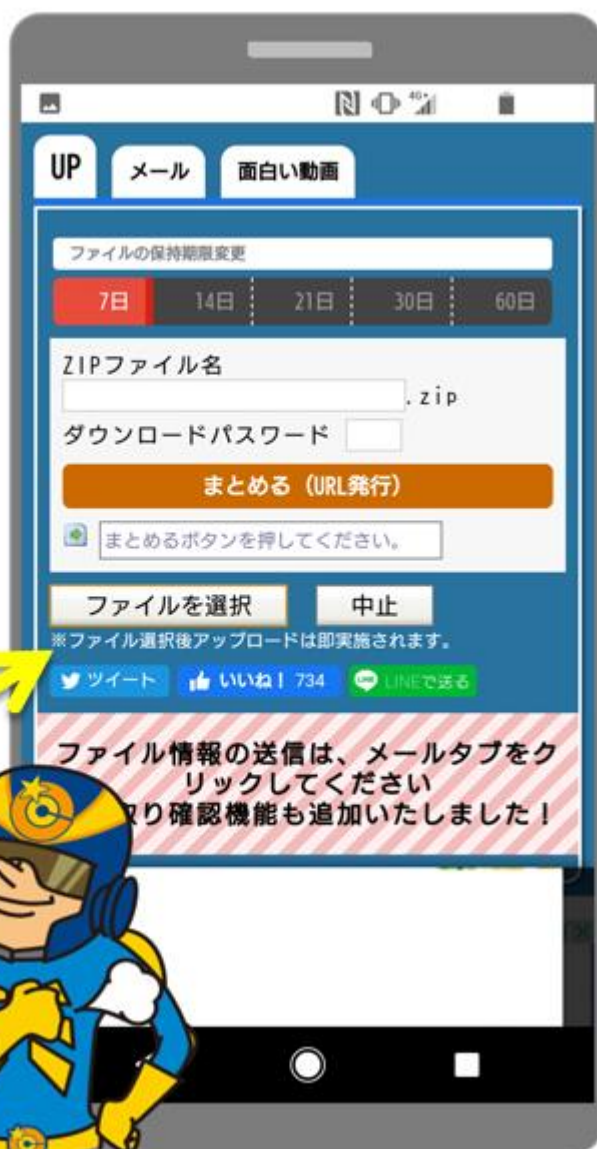 4G+
UP
メール
面白い動画
ファイルの保持期限変更
7日 14日 21日 30日 60日
ZIPファイル名
.zip
ダウンロードパスワード
まとめる（URL発行）
まとめるボタンを押してください。
ファイルを選択 中止
※ファイル選択後アップロードは即実施されます。
ツイート いいね！ 734 LINEで送る
ファイル情報の送信は、メールタブをク
リックしてください
り確認機能も追加いたしました！